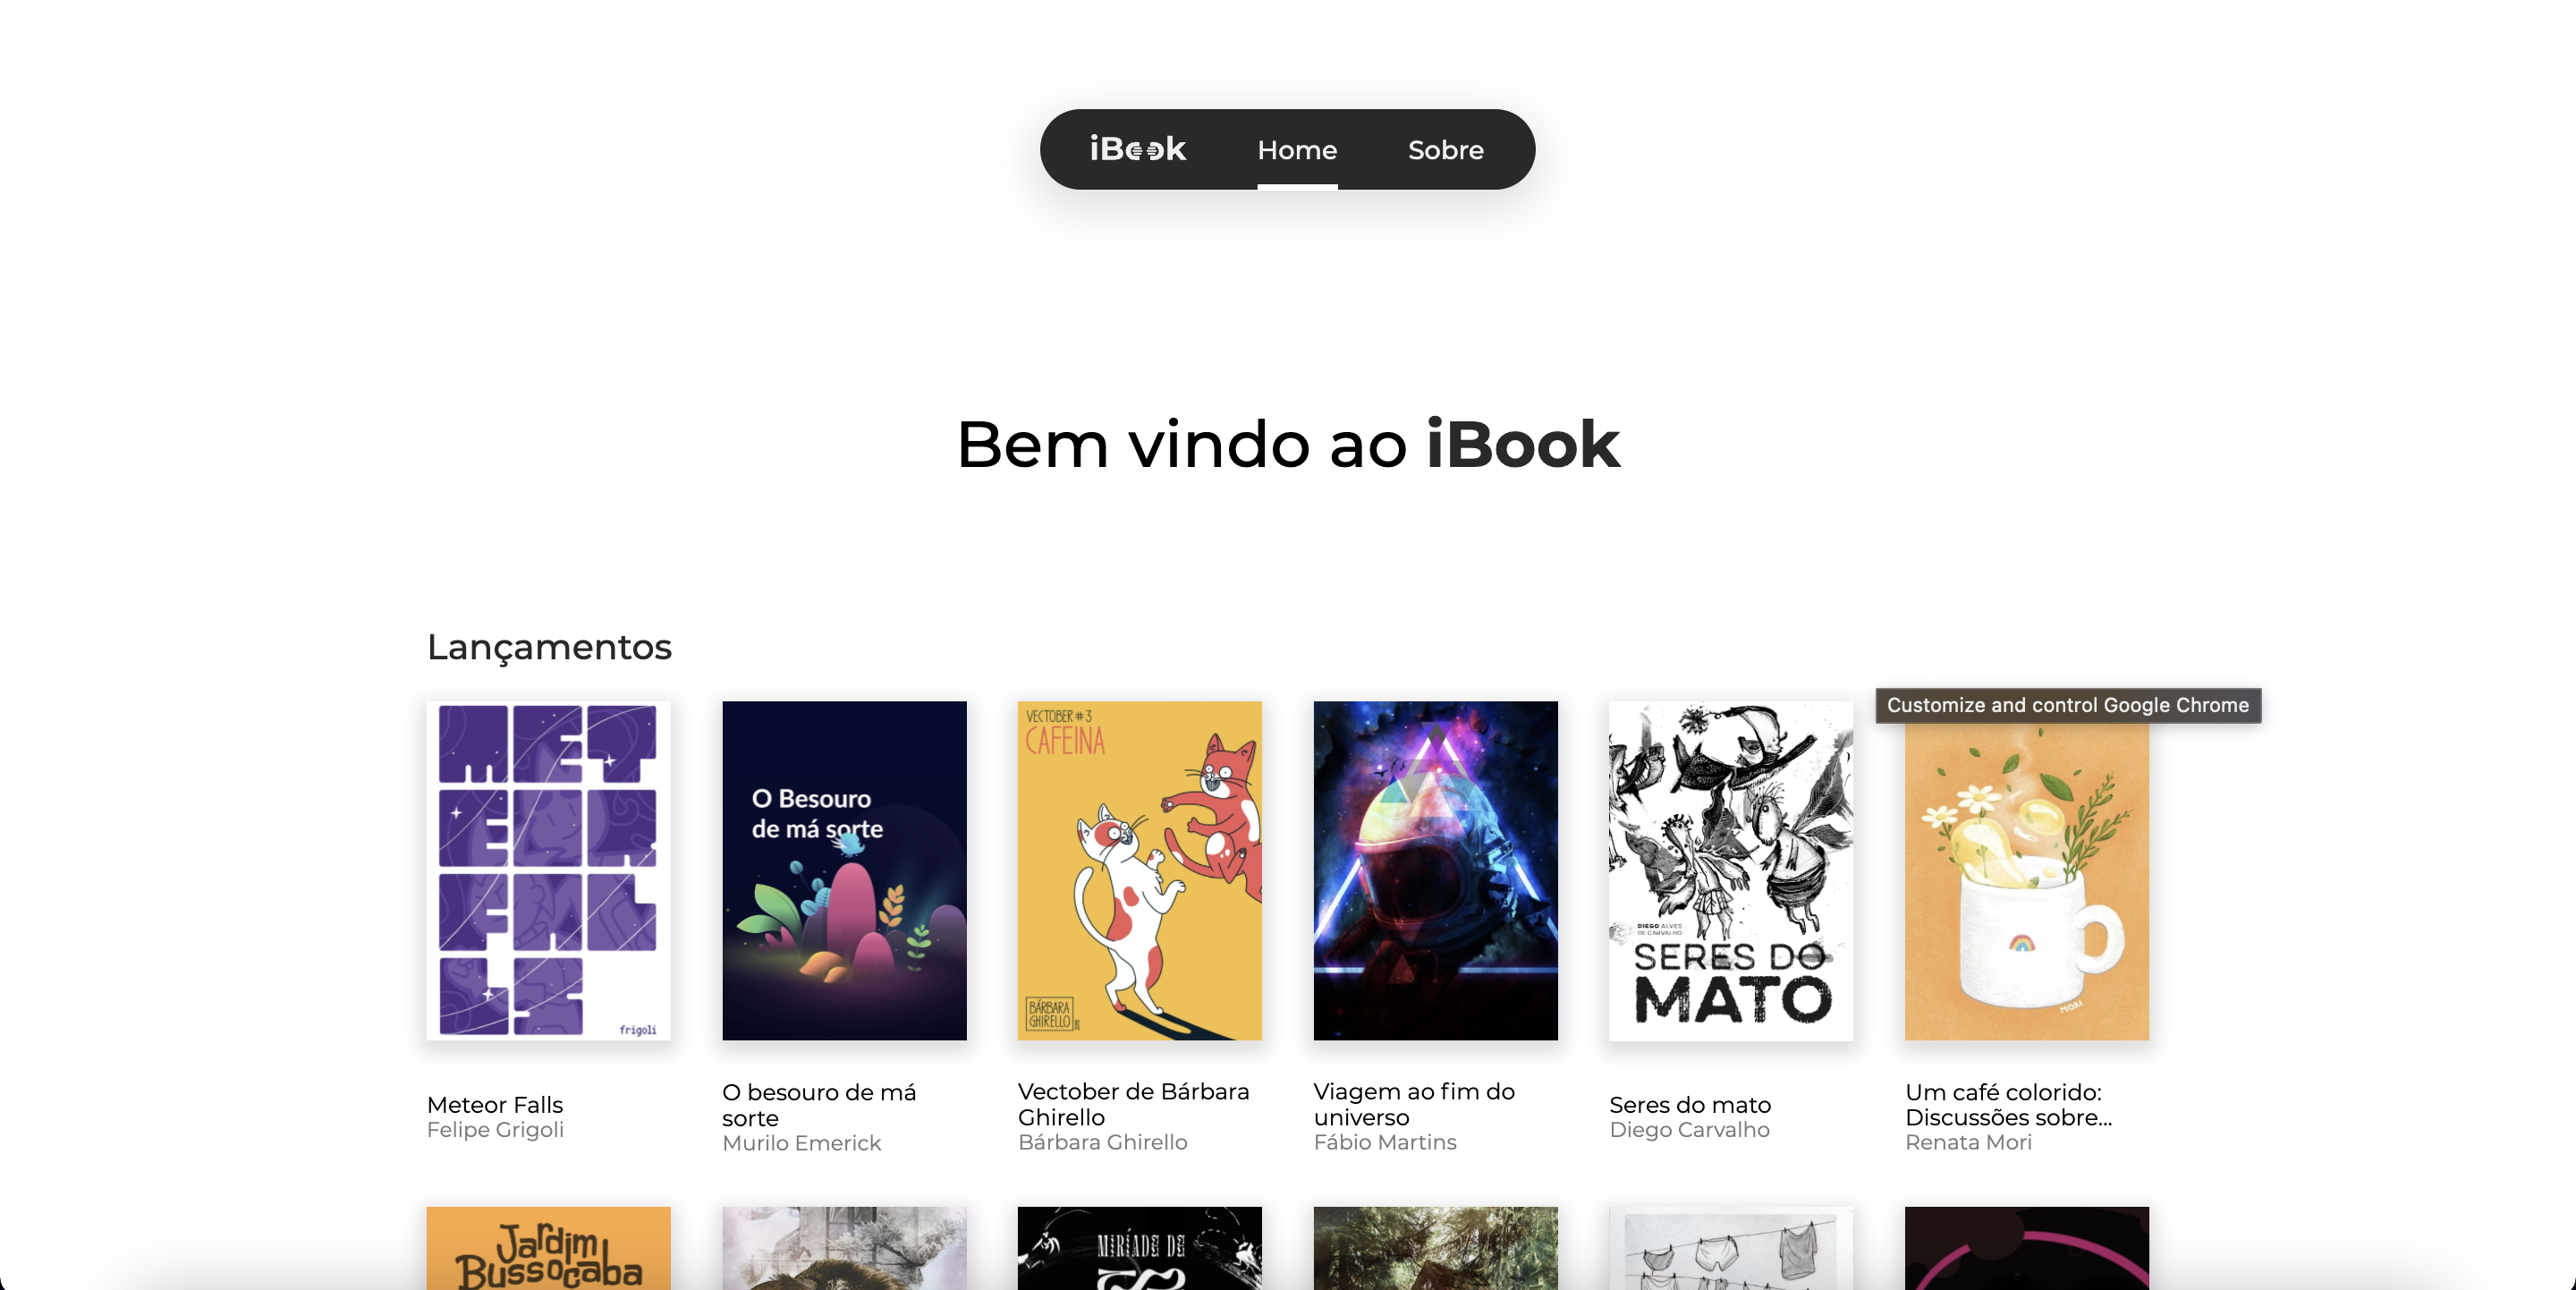 iBook Home Sobre
Bem vindo ao iBook
Lançamentos
Customize and control Google Chrome
METEOR FALLS
frigoli
O Besouro
de má sorte
VECTOBER #3
CAFEINA
BÁRBARA
GHIRELLO
DIEGO ALVES
DE CARVALHO
SERES DO
MATO
MORI
Meteor Falls
Felipe Grigoli
O besouro de má
sorte
Murilo Emerick
Vectober de Bárbara
Ghirello
Bárbara Ghirello
Viagem ao fim do
universo
Fábio Martins
Seres do mato
Diego Carvalho
Um café colorido:
Discussões sobre...
Renata Mori
Jardim
Bussocaba
MIRÍADE DE